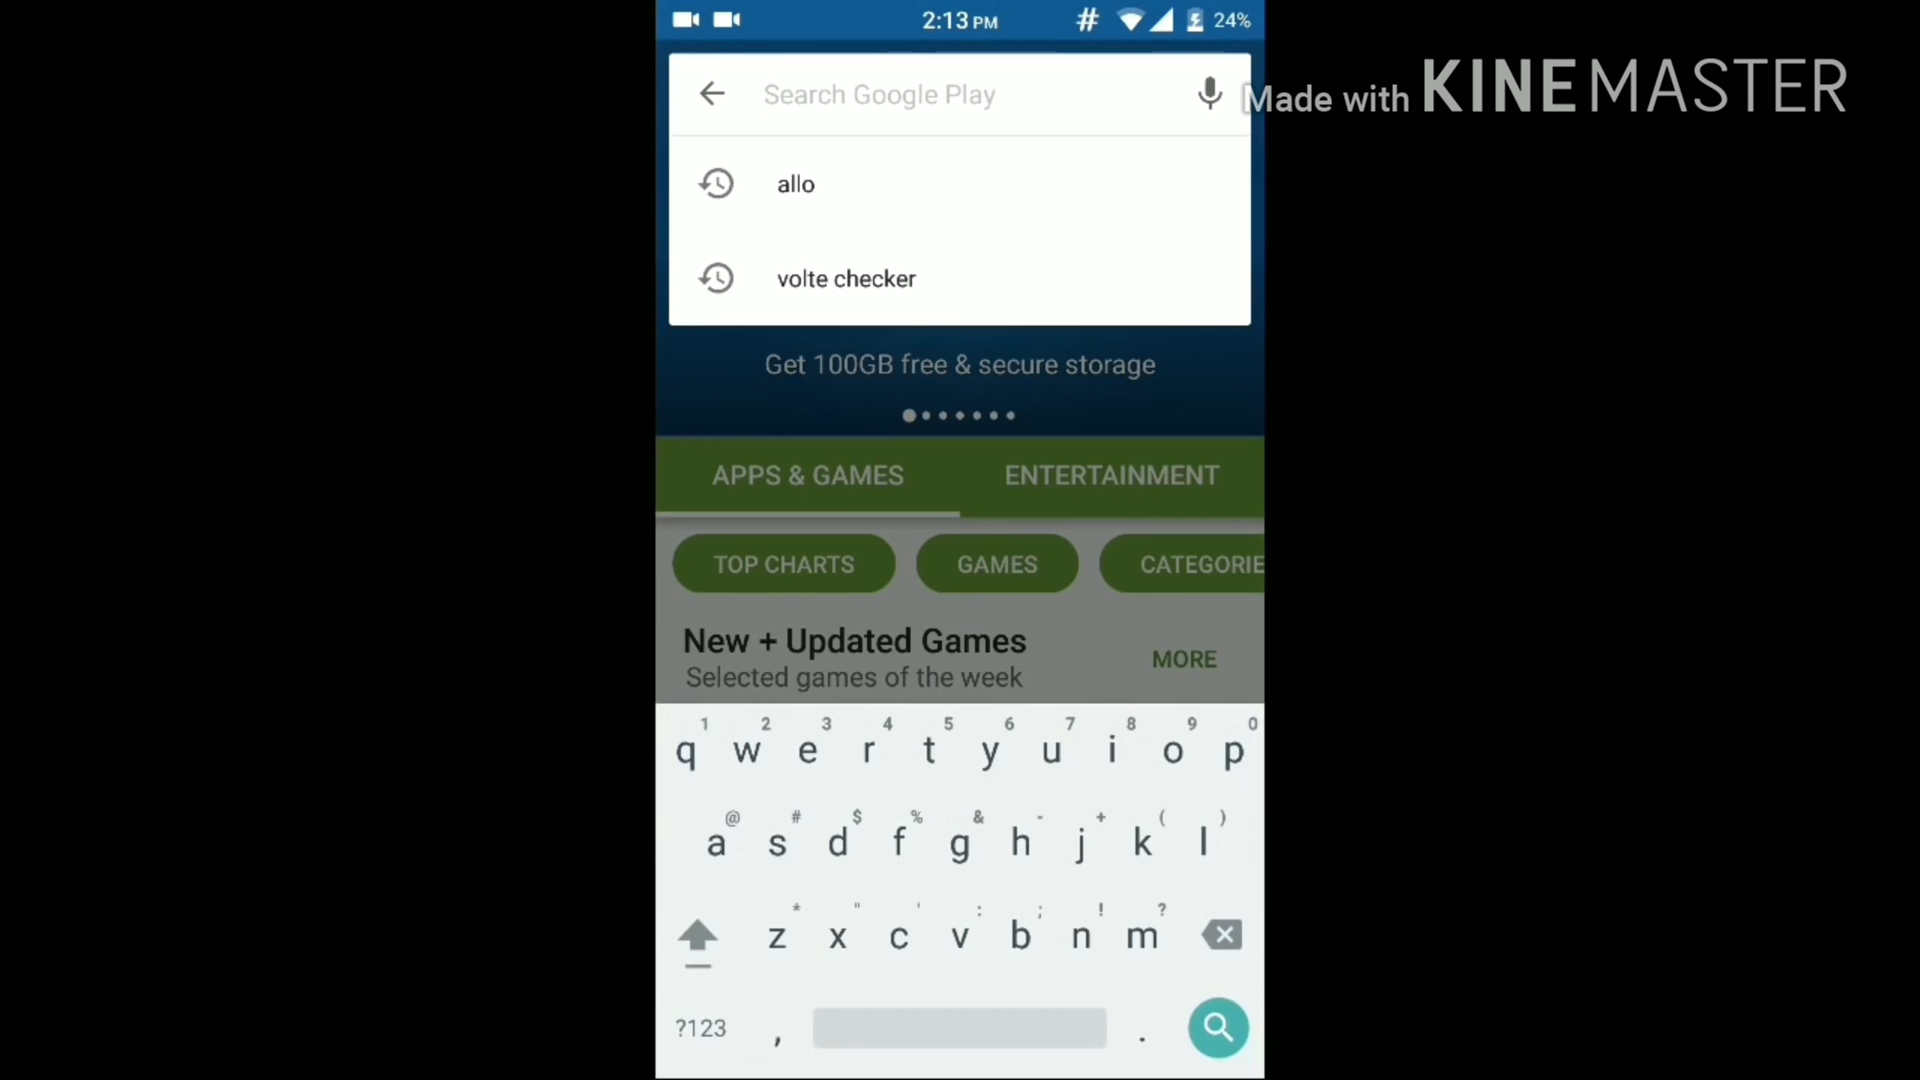 2:13 PM # 24%
Search Google Play
Made with KINEMASTER
allo
volte checker
Get 100GB free & secure storage
APPS & GAMES ENTERTAINMENT
TOP CHARTS GAMES CATEGORIE
New + Updated Games
MORE
Selected games of the week
1 2 3 4 5 6 7 8 9 0
q w e r t y u i o p
@ # $ % & - + ( )
a s d f g h j k l
* " ' : ; ! ?
z x c v b n m
?123 , .